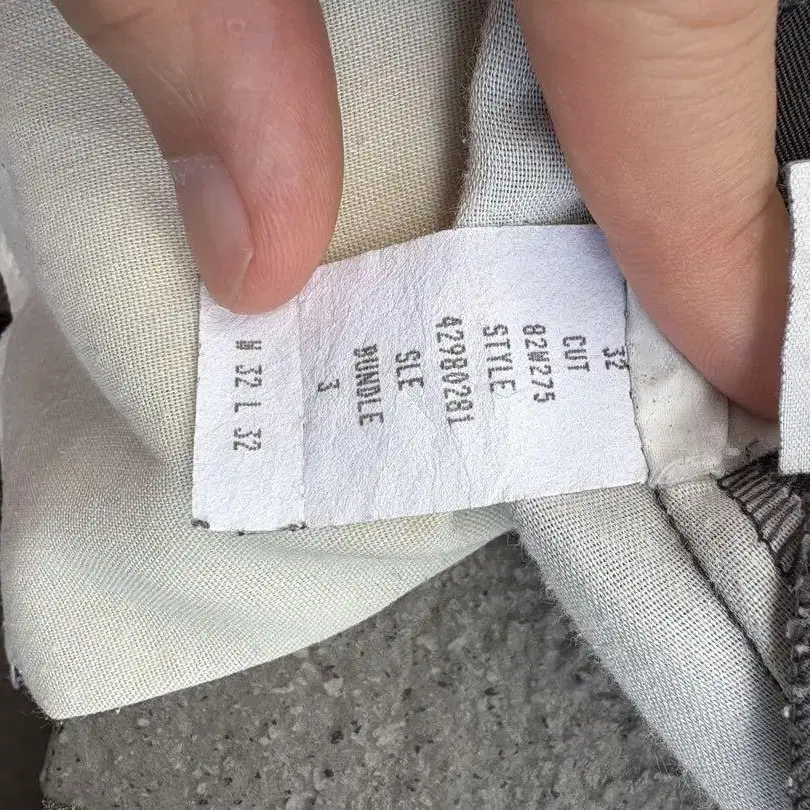 32
CUT
82W275
STYLE
42980281
SLE
BUNDLE
3
W 32 L 32